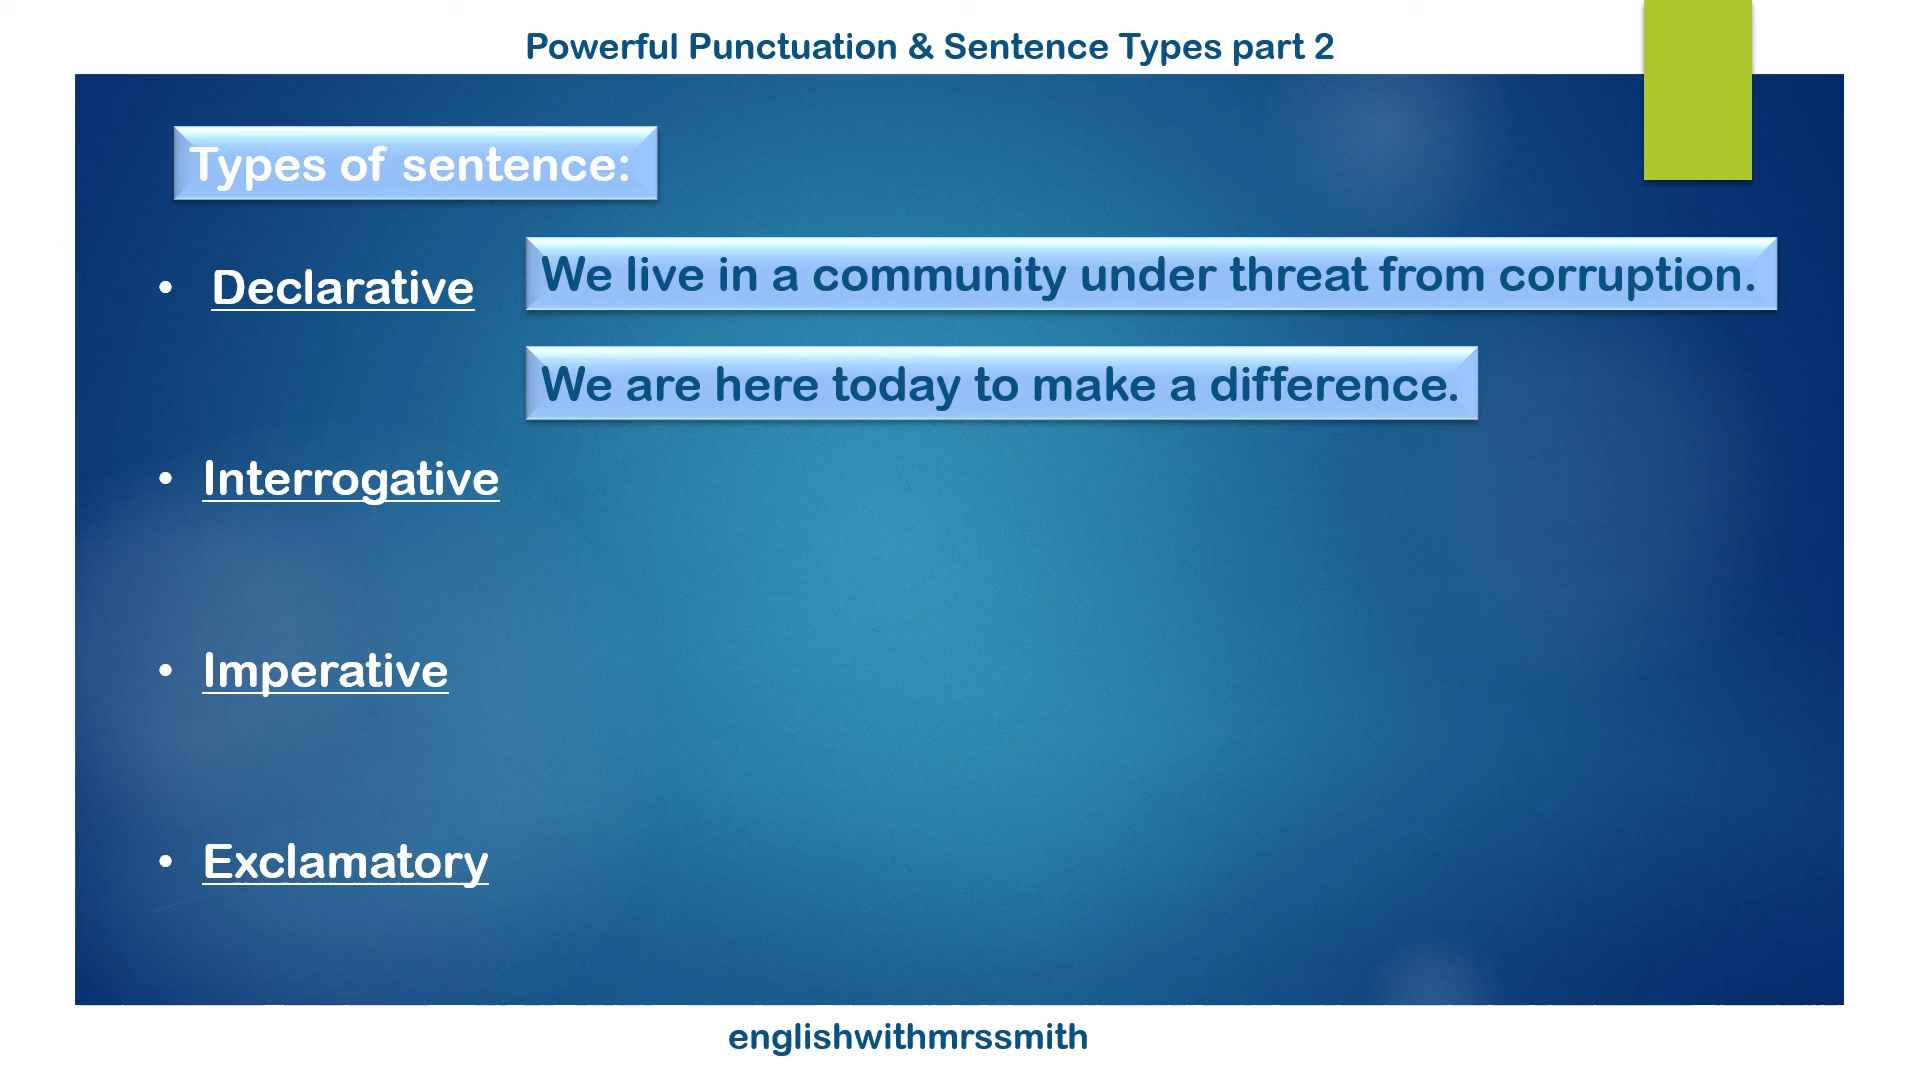 Powerful Punctuation & Sentence Types part 2
Types of sentence:
• Declarative
We live in a community under threat from corruption.
We are here today to make a difference.
• Interrogative
• Imperative
• Exclamatory
englishwithmrssmith